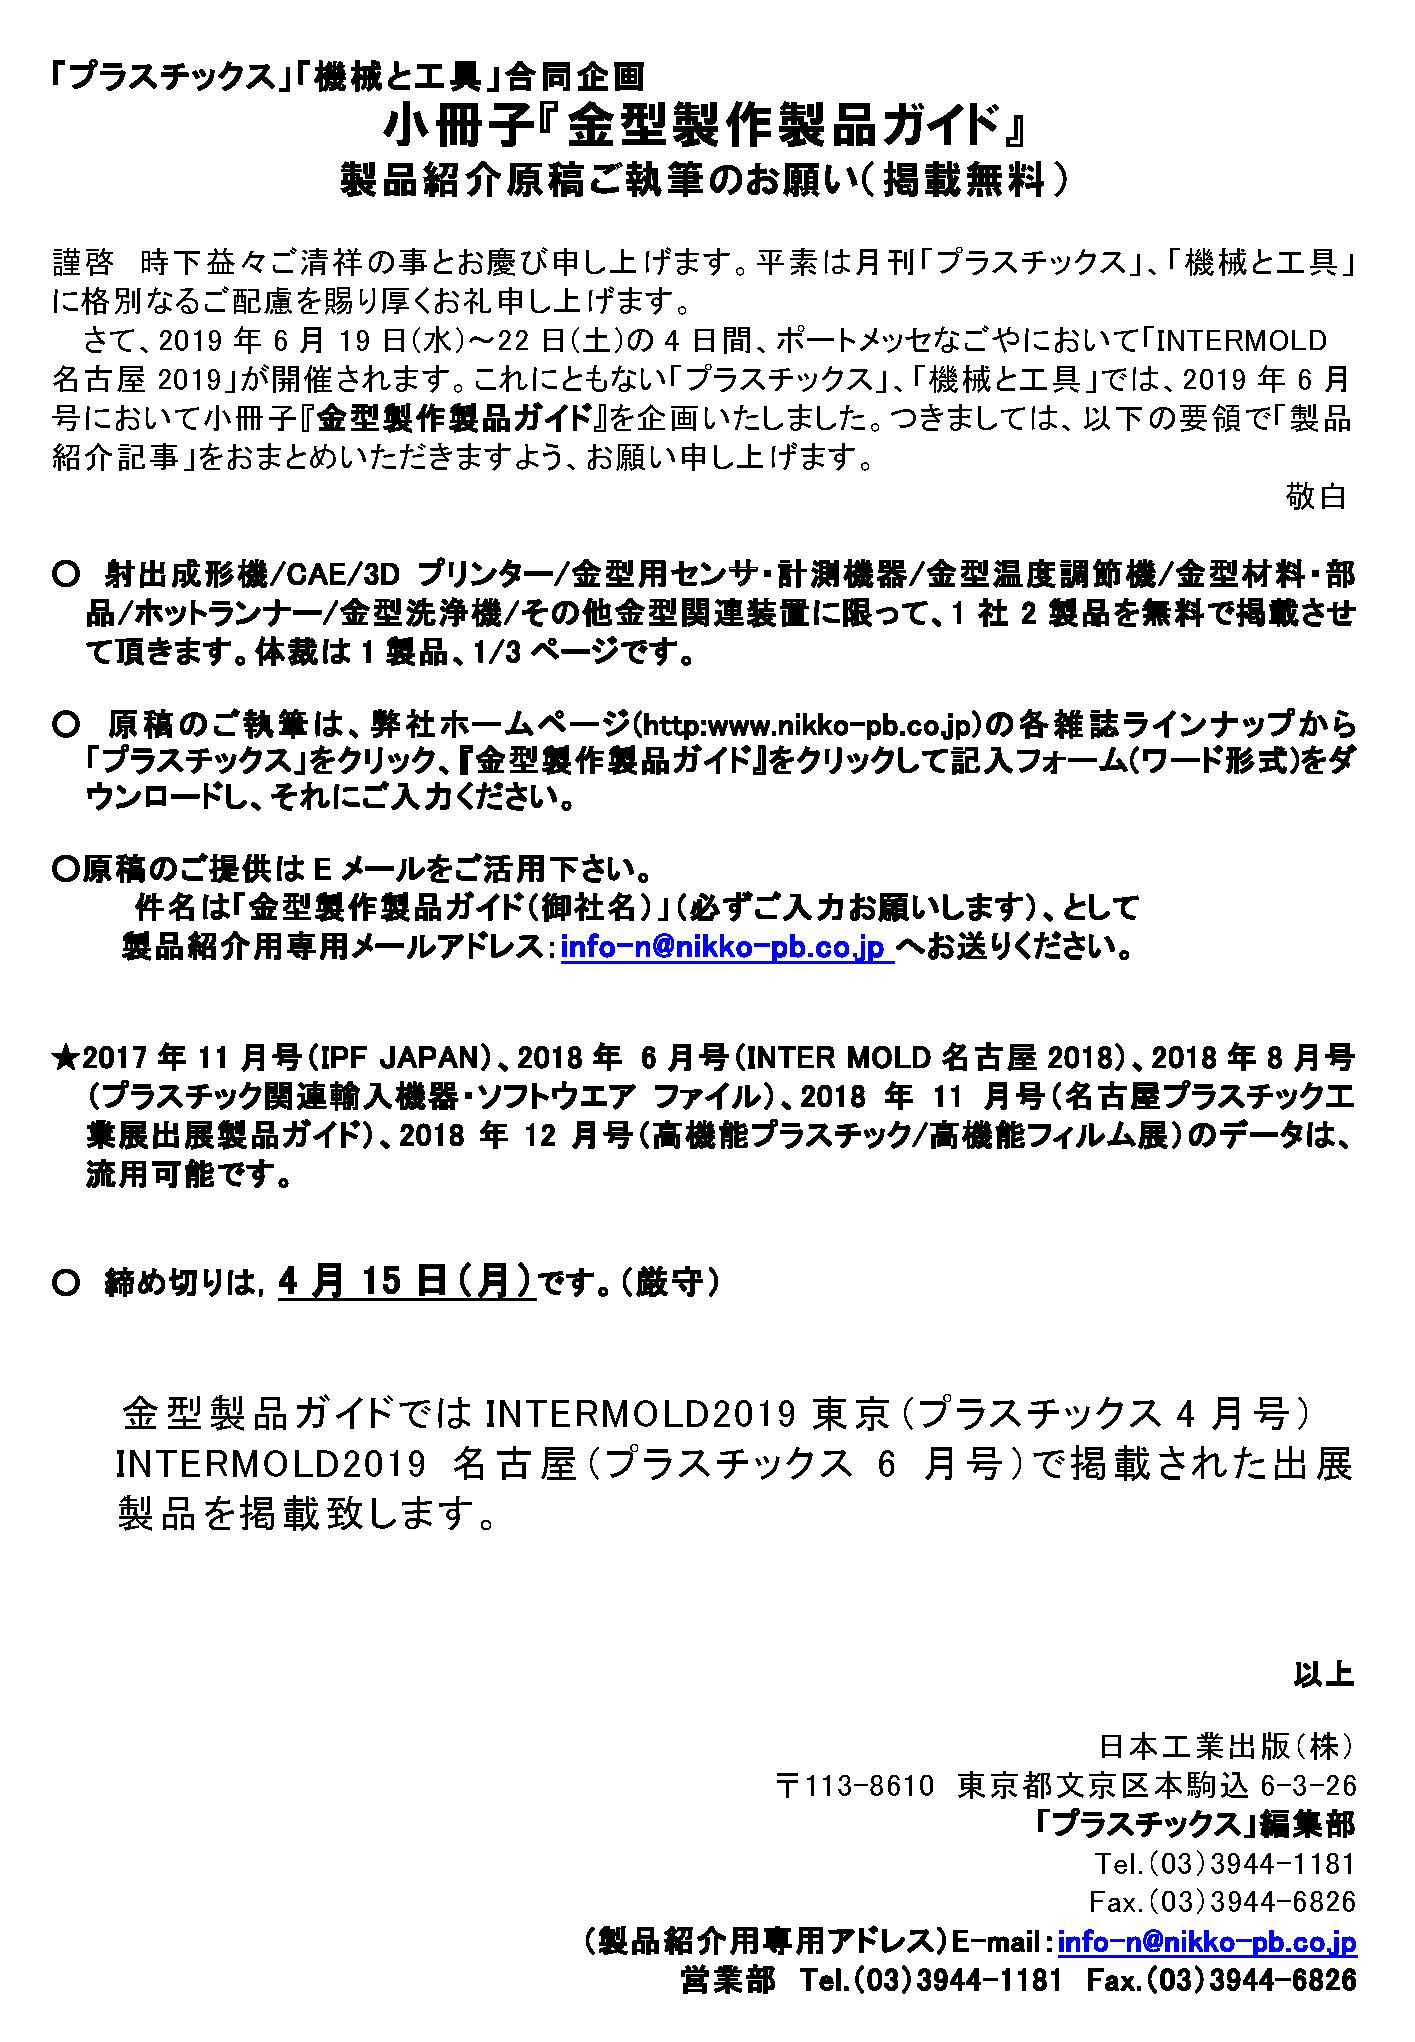 「プラスチックス」「機械と工具」合同企画
小冊子『金型製作製品ガイド』
製品紹介原稿ご執筆のお願い（掲載無料）
謹啓　時下益々ご清祥の事とお慶び申し上げます。平素は月刊「プラスチックス」、「機械と工具」
に格別なるご配慮を賜り厚くお礼申し上げます。
さて、2019 年 6 月 19 日(水)～22 日(土)の 4 日間、ポートメッセなごやにおいて「INTERMOLD
名古屋 2019」が開催されます。これにともない「プラスチックス」、「機械と工具」では、2019 年 6 月
号において小冊子『金型製作製品ガイド』を企画いたしました。つきましては、以下の要領で「製品
紹介記事」をおまとめいただきますよう、お願い申し上げます。
敬白
○　射出成形機/CAE/3D プリンター/金型用センサ・計測機器/金型温度調節機/金型材料・部
品/ホットランナー/金型洗浄機/その他金型関連装置に限って、1 社 2 製品を無料で掲載させ
て頂きます。体裁は 1 製品、1/3 ページです。
○　原稿のご執筆は、弊社ホームページ(http:www.nikko-pb.co.jp)の各雑誌ラインナップから
「プラスチックス」をクリック、『金型製作製品ガイド』をクリックして記入フォーム(ワード形式)をダ
ウンロードし、それにご入力ください。
○原稿のご提供は E メールをご活用下さい。
件名は「金型製作製品ガイド（御社名）」（必ずご入力お願いします）、として
製品紹介用専用メールアドレス：info-n@nikko-pb.co.jp へお送りください。
★2017 年 11 月号（IPF JAPAN）、2018 年 6 月号（INTER MOLD 名古屋 2018）、2018 年 8 月号
（プラスチック関連輸入機器・ソフトウエア ファイル）、2018 年 11 月号（名古屋プラスチック工
業展出展製品ガイド）、2018 年 12 月号（高機能プラスチック/高機能フィルム展）のデータは、
流用可能です。
○　締め切りは, 4 月 15 日（月）です。（厳守）
金型製品ガイドでは INTERMOLD2019 東京（プラスチックス 4 月号）
INTERMOLD2019 名古屋（プラスチックス 6 月号）で掲載された出展
製品を掲載致します。
以上
日本工業出版（株）
〒113-8610　東京都文京区本駒込 6-3-26
「プラスチックス」編集部
Tel.（03）3944-1181
Fax.（03）3944-6826
（製品紹介用専用アドレス）E-mail：info-n@nikko-pb.co.jp
営業部　Tel.（03）3944-1181　Fax.（03）3944-6826